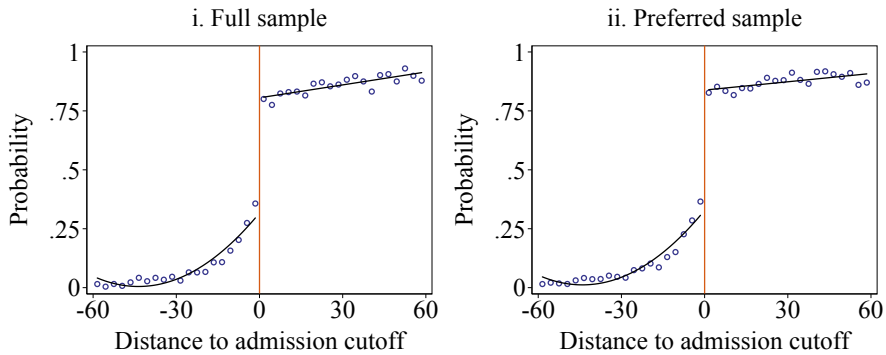 i. Full sample
1
.75
.5
.25
0
Probability
-60 -30 0 30 60
Distance to admission cutoff
ii. Preferred sample
1
.75
.5
.25
0
Probability
-60 -30 0 30 60
Distance to admission cutoff